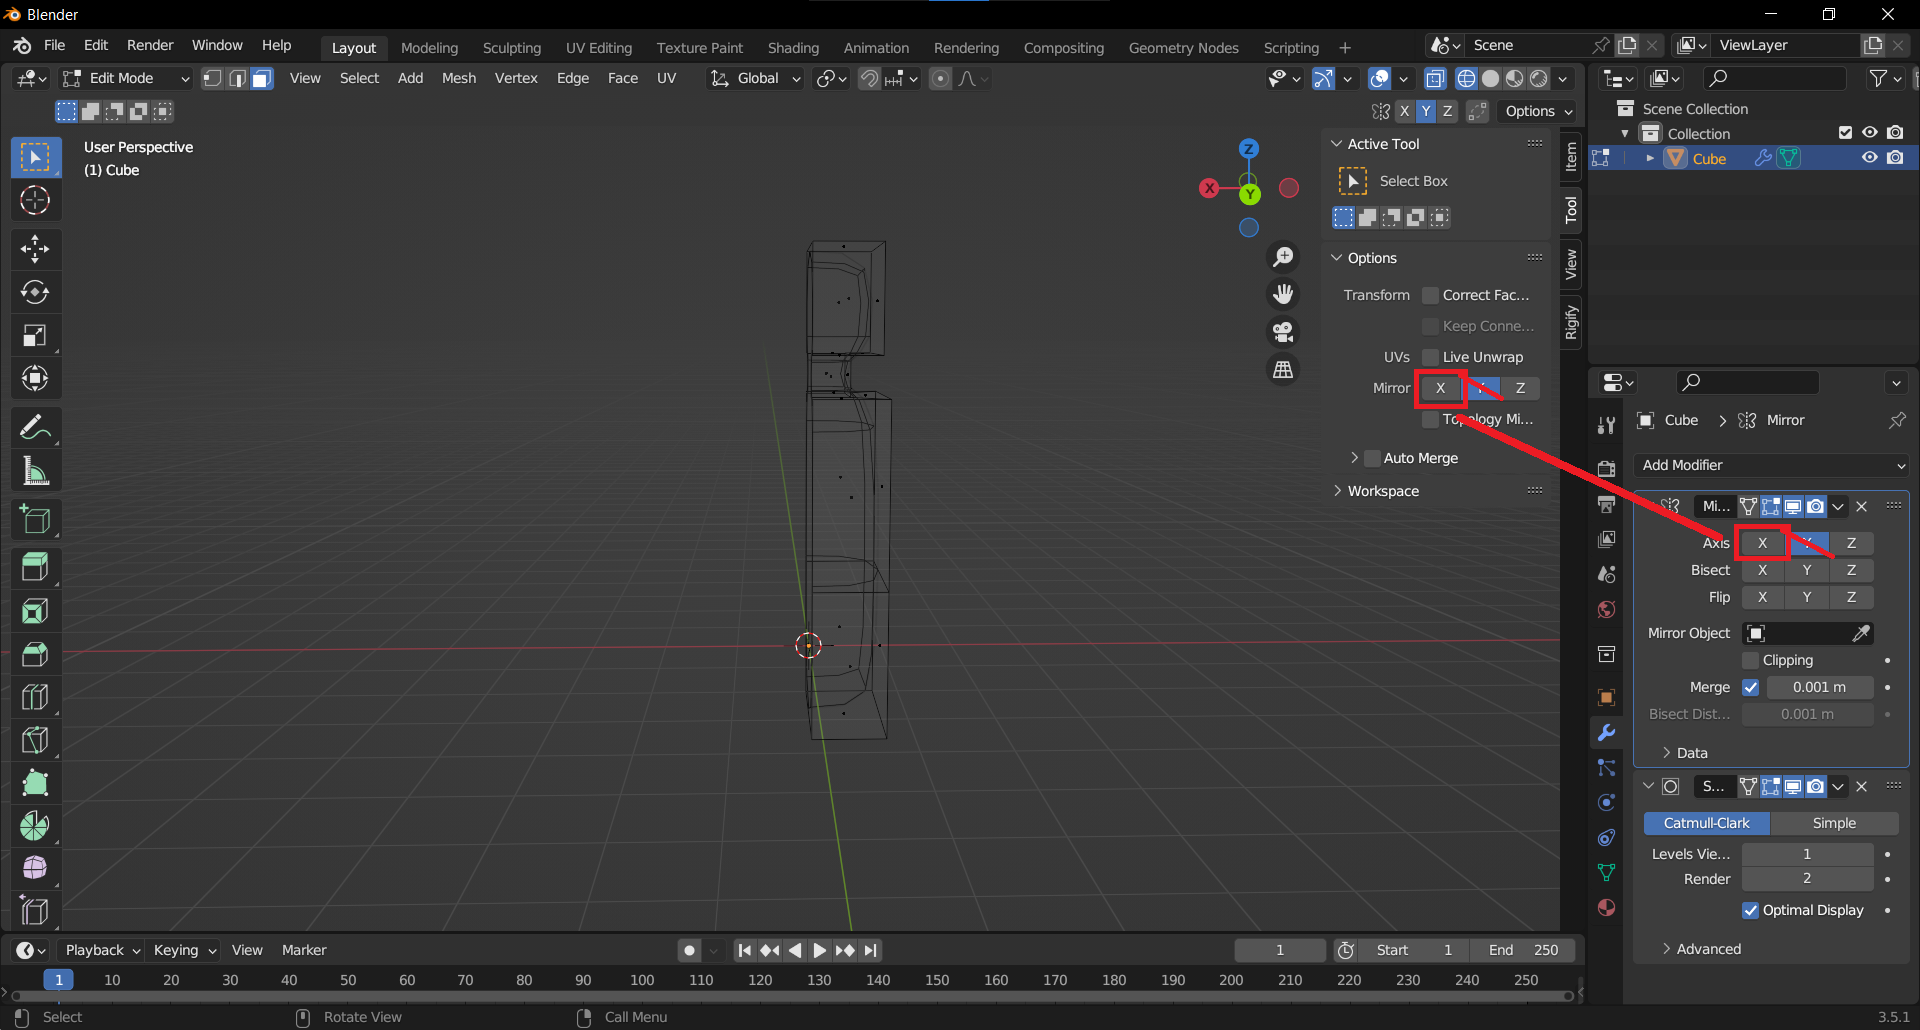 Blender
File Edit Render Window Help
Layout Modeling Sculpting UV Editing Texture Paint Shading Animation Rendering Compositing Geometry Nodes Scripting +
Scene
ViewLayer
Edit Mode
View Select Add Mesh Vertex Edge Face UV
Global
X Y Z
Options
User Perspective
(1) Cube
Z
X
Y
Active Tool
Select Box
Options
Transform Correct Fac...
Keep Conne...
UVs Live Unwrap
Mirror X Y Z
Topology Mi...
Auto Merge
Workspace
Item
Tool
View
Rigify
Scene Collection
Collection
Cube
Cube > Mirror
Add Modifier
Mi...
Axis X Y Z
Bisect X Y Z
Flip X Y Z
Mirror Object
Clipping
Merge 0.001 m
Bisect Dist... 0.001 m
Data
S...
Catmull-Clark Simple
Levels Vie... 1
Render 2
Optimal Display
Advanced
Playback Keying View Marker
1
Start 1
End 250
1 10 20 30 40 50 60 70 80 90 100 110 120 130 140 150 160 170 180 190 200 210 220 230 240 250
Select
Rotate View
Call Menu
3.5.1